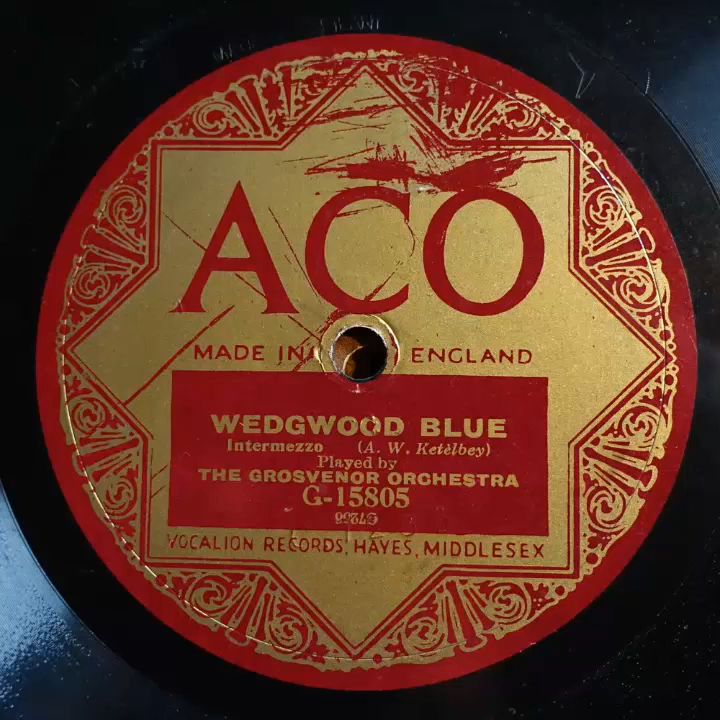 ACO
MADE IN ENGLAND
WEDGWOOD BLUE
Intermezzo (A. W. Ketèlbey)
Played by
THE GROSVENOR ORCHESTRA
G-15805
VOCALION RECORDS, HAYES, MIDDLESEX